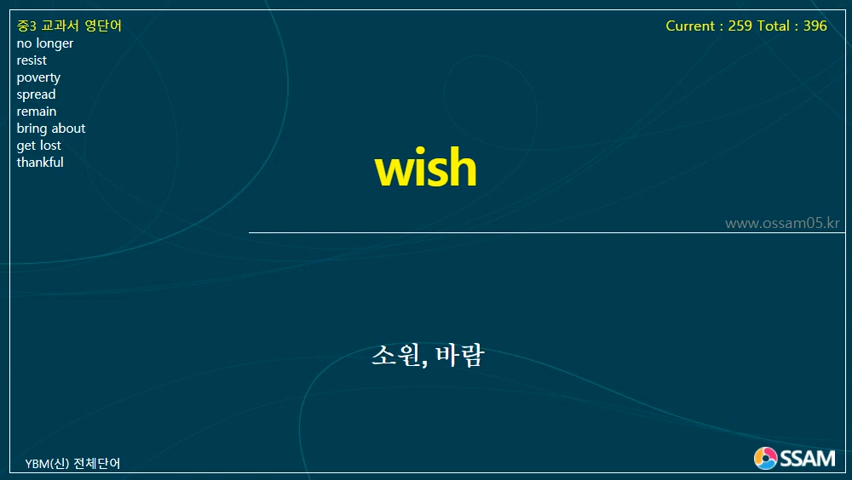 중3 교과서 영단어
Current : 259 Total : 396
no longer
resist
poverty
spread
remain
bring about
get lost
thankful
wish
www.ossam05.kr
소원, 바람
YBM(신) 전체단어
OSSAM